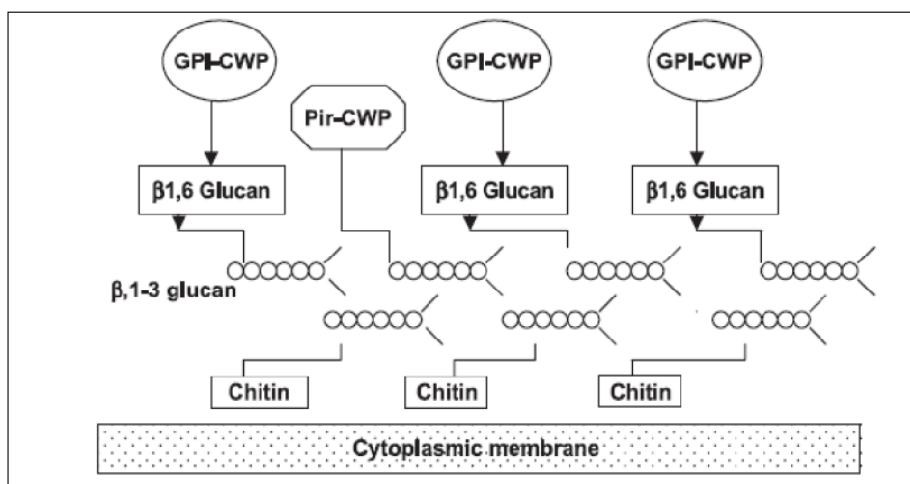 GPI-CWP
GPI-CWP
GPI-CWP
Pir-CWP
β1,6 Glucan
β1,6 Glucan
β1,6 Glucan
β,1-3 glucan
Chitin
Chitin
Chitin
Cytoplasmic membrane